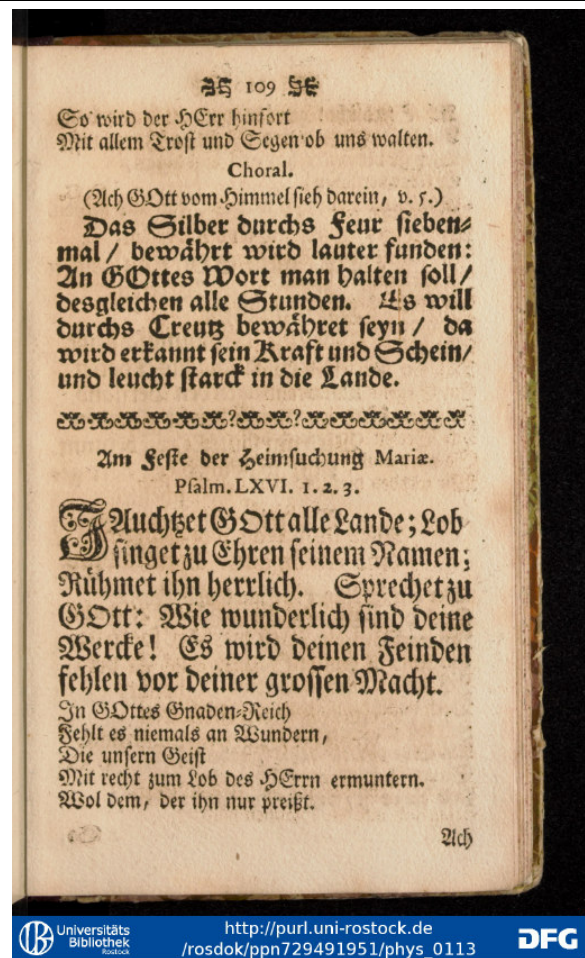 109
So wird der HErr hinfort
Mit allem Trost und Segen ob uns walten.
Choral.
(Ach GOtt vom Himmel sieh darein, v. 5.)
Das Silber durchs Feur sieben-
mal / bewährt wird lauter funden:
An GOttes Wort man halten soll/
desgleichen alle Stunden. Es will
durchs Creutz bewähret seyn / da
wird erkannt sein Kraft und Schein/
und leucht starck in die Lande.
Am Feste der Heimsuchung Mariæ.
Psalm. LXVI. 1. 2. 3.
JAuchtzet GOtt alle Lande; Lob
singet zu Ehren seinem Namen;
Rühmet ihn herrlich. Sprechet zu
GOtt: Wie wunderlich sind deine
Wercke! Es wird deinen Feinden
fehlen vor deiner grossen Macht.
In GOttes Gnaden-Reich
Fehlt es niemals an Wundern,
Die unsern Geist
Mit recht zum Lob des HErrn ermuntern.
Wol dem, der ihn nur preißt.
Ach
Universitäts
Bibliothek
Rostock
http://purl.uni-rostock.de
/rosdok/ppn729491951/phys_0113
DFG